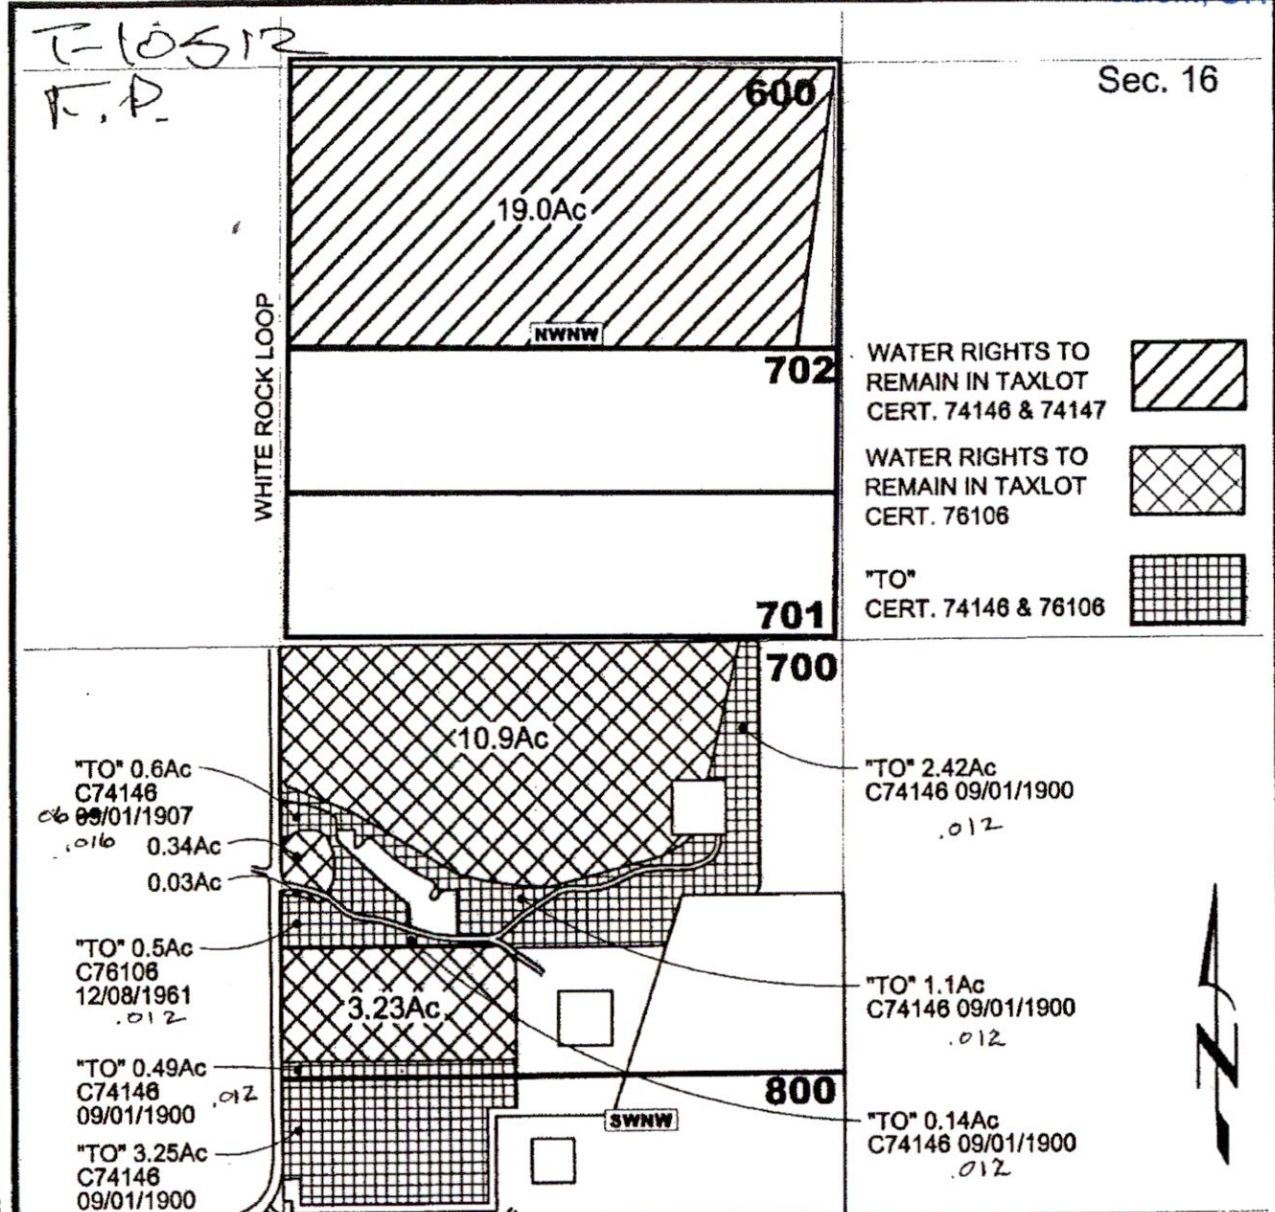 T-10512
F.P.
Sec. 16
600
19.0Ac
NWNW
WHITE ROCK LOOP
702
701
WATER RIGHTS TO
REMAIN IN TAXLOT
CERT. 74146 & 74147
WATER RIGHTS TO
REMAIN IN TAXLOT
CERT. 76106
"TO"
CERT. 74146 & 76106
700
10.9Ac
"TO" 0.6Ac
C74146
06 09/01/1907
.016
0.34Ac
0.03Ac
"TO" 0.5Ac
C76106
12/08/1961
.012
3.23Ac
"TO" 0.49Ac
C74146
09/01/1900
.012
"TO" 3.25Ac
C74146
09/01/1900
"TO" 2.42Ac
C74146 09/01/1900
.012
"TO" 1.1Ac
C74146 09/01/1900
.012
800
SWNW
"TO" 0.14Ac
C74146 09/01/1900
.012